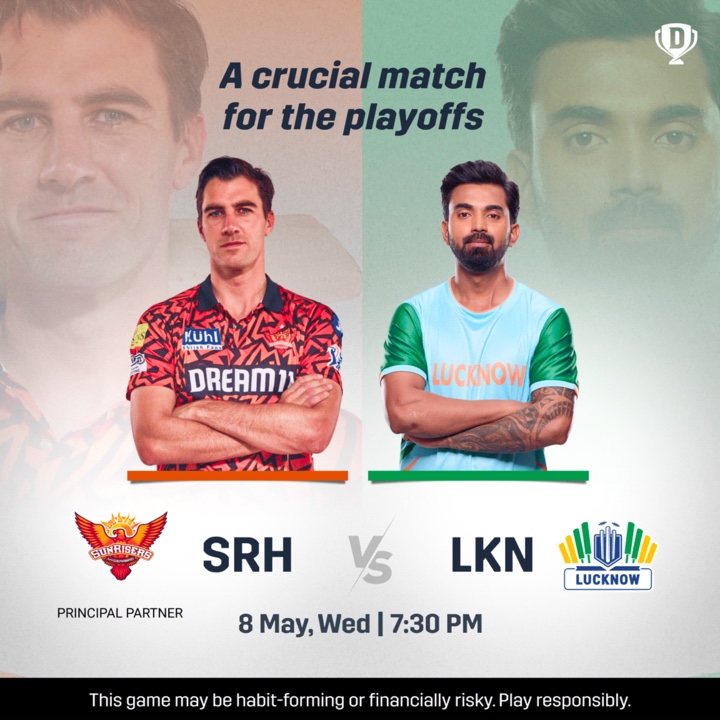 D
A crucial match
for the playoffs
KUHL
DREAM11
LUCKNOW
SUNRISERS
SRH
VS
LKN
LUCKNOW
PRINCIPAL PARTNER
8 May, Wed | 7:30 PM
This game may be habit-forming or financially risky. Play responsibly.